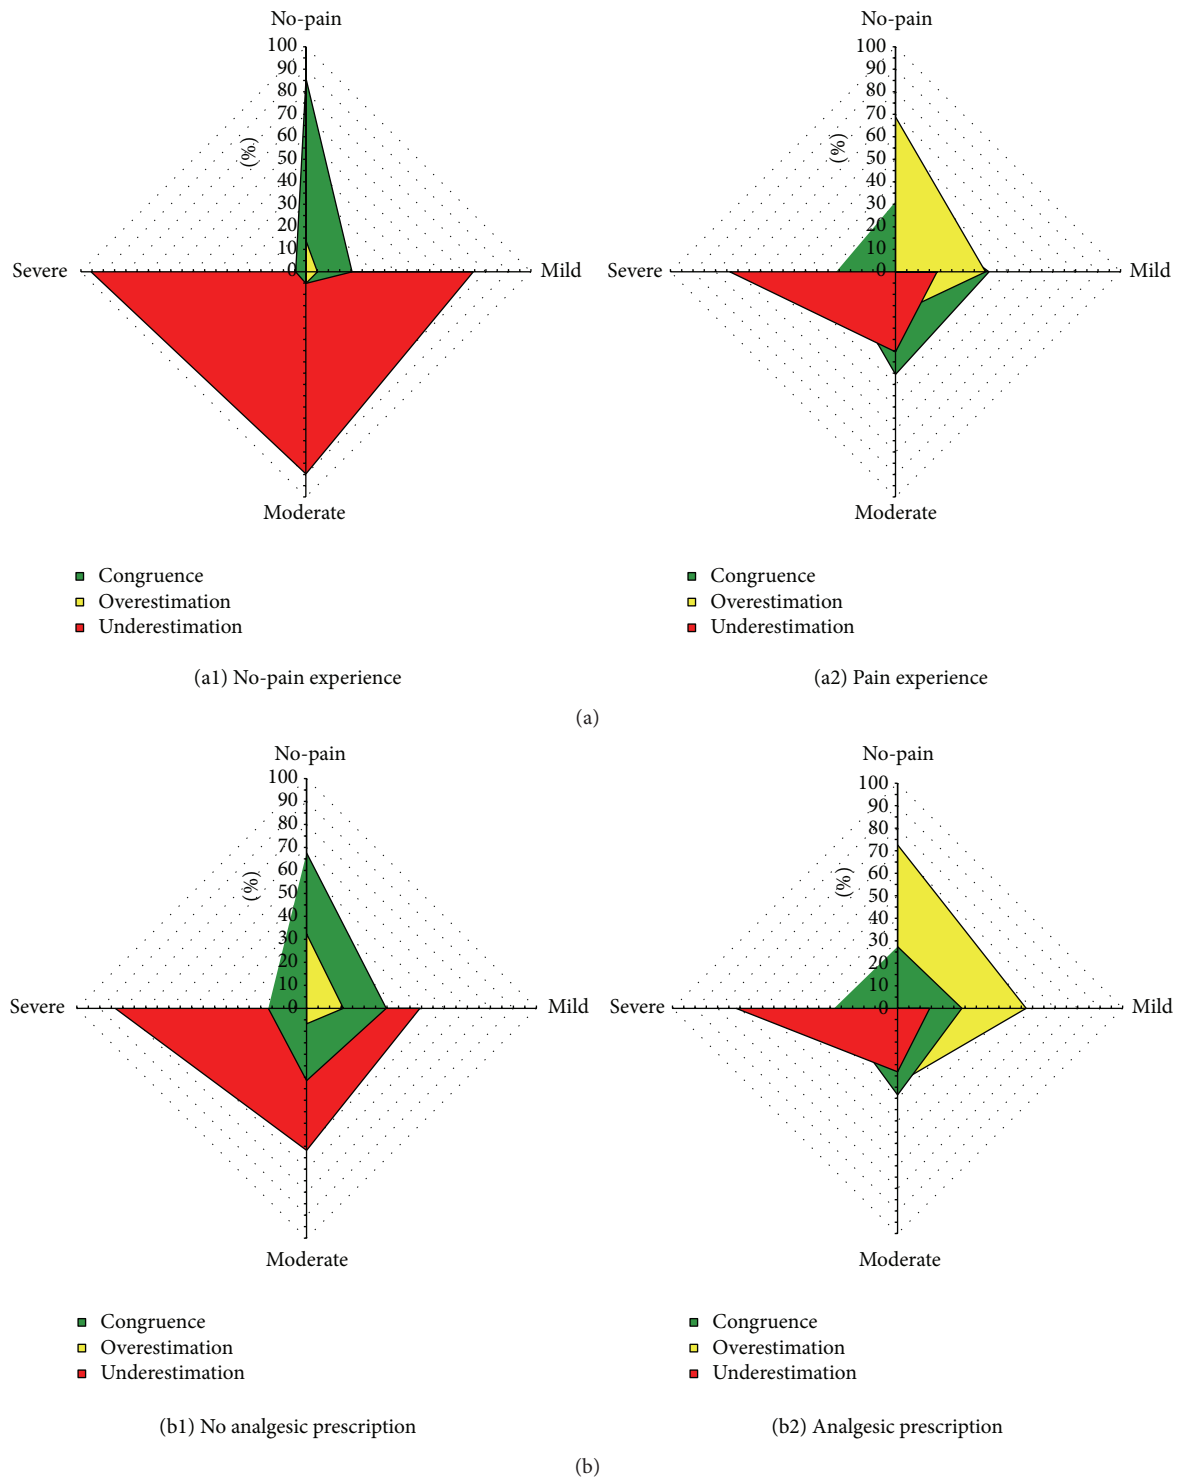 No-pain
100
90
80
70
60
50
40
30
20
10
0
(%)
Severe
Mild
Moderate
Congruence
Overestimation
Underestimation
(a1) No-pain experience
No-pain
100
90
80
70
60
50
40
30
20
10
0
(%)
Severe
Mild
Moderate
Congruence
Overestimation
Underestimation
(a2) Pain experience
(a)
No-pain
100
90
80
70
60
50
40
30
20
10
0
(%)
Severe
Mild
Moderate
Congruence
Overestimation
Underestimation
(b1) No analgesic prescription
No-pain
100
90
80
70
60
50
40
30
20
10
0
(%)
Severe
Mild
Moderate
Congruence
Overestimation
Underestimation
(b2) Analgesic prescription
(b)